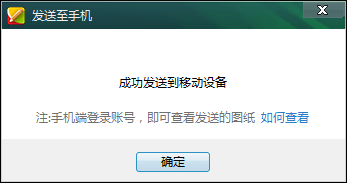 发送至手机
成功发送到移动设备
注:手机端登录账号，即可查看发送的图纸 如何查看
确定